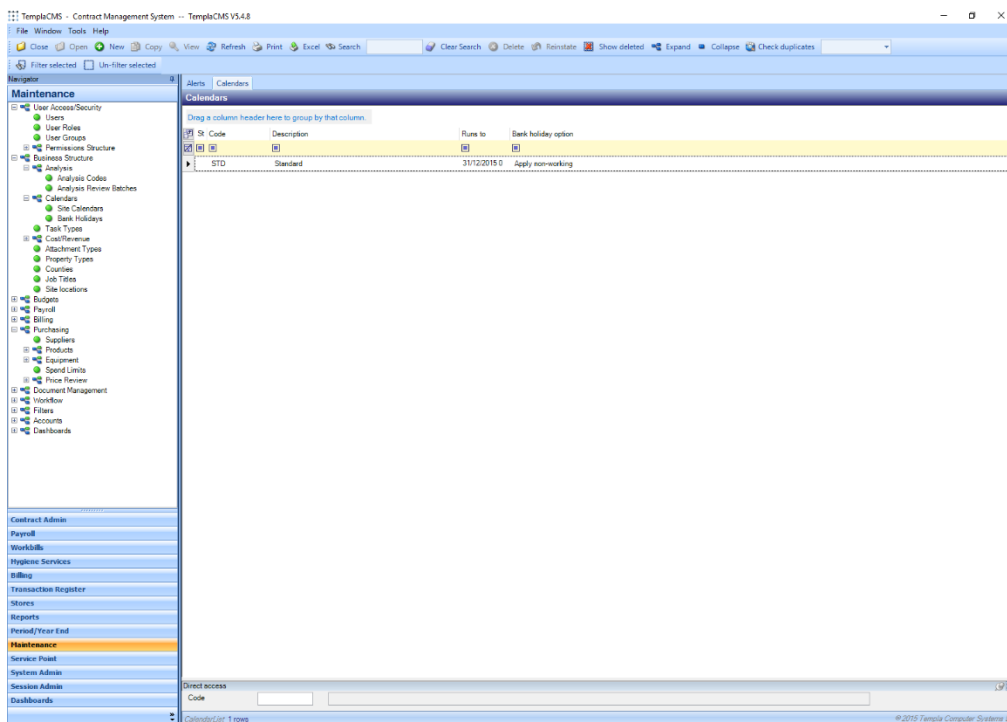 TemplaCMS - Contract Management System -- TemplaCMS V5.4.8
File Window Tools Help
Close Open New Copy View Refresh Print Excel Search Clear Search Delete Reinstate Show deleted Expand Collapse Check duplicates
Filter selected Un-filter selected
Navigator
Maintenance
User Access/Security
Users
User Roles
User Groups
Permissions Structure
Business Structure
Analysis
Analysis Codes
Analysis Review Batches
Calendars
Site Calendars
Bank Holidays
Task Types
Cost/Revenue
Attachment Types
Property Types
Counties
Job Titles
Site locations
Budgets
Payroll
Billing
Purchasing
Suppliers
Products
Equipment
Spend Limits
Price Review
Document Management
Workflow
Filters
Accounts
Dashboards
Contract Admin
Payroll
Workbills
Hygiene Services
Billing
Transaction Register
Stores
Reports
Period/Year End
Maintenance
Service Point
System Admin
Session Admin
Dashboards
Alerts Calendars
Calendars
Drag a column header here to group by that column.
St Code Description Runs to Bank holiday option
STD Standard 31/12/2015 0 Apply non-working
Direct access
Code
CalendarList 1 rows
© 2015 Templa Computer Systems